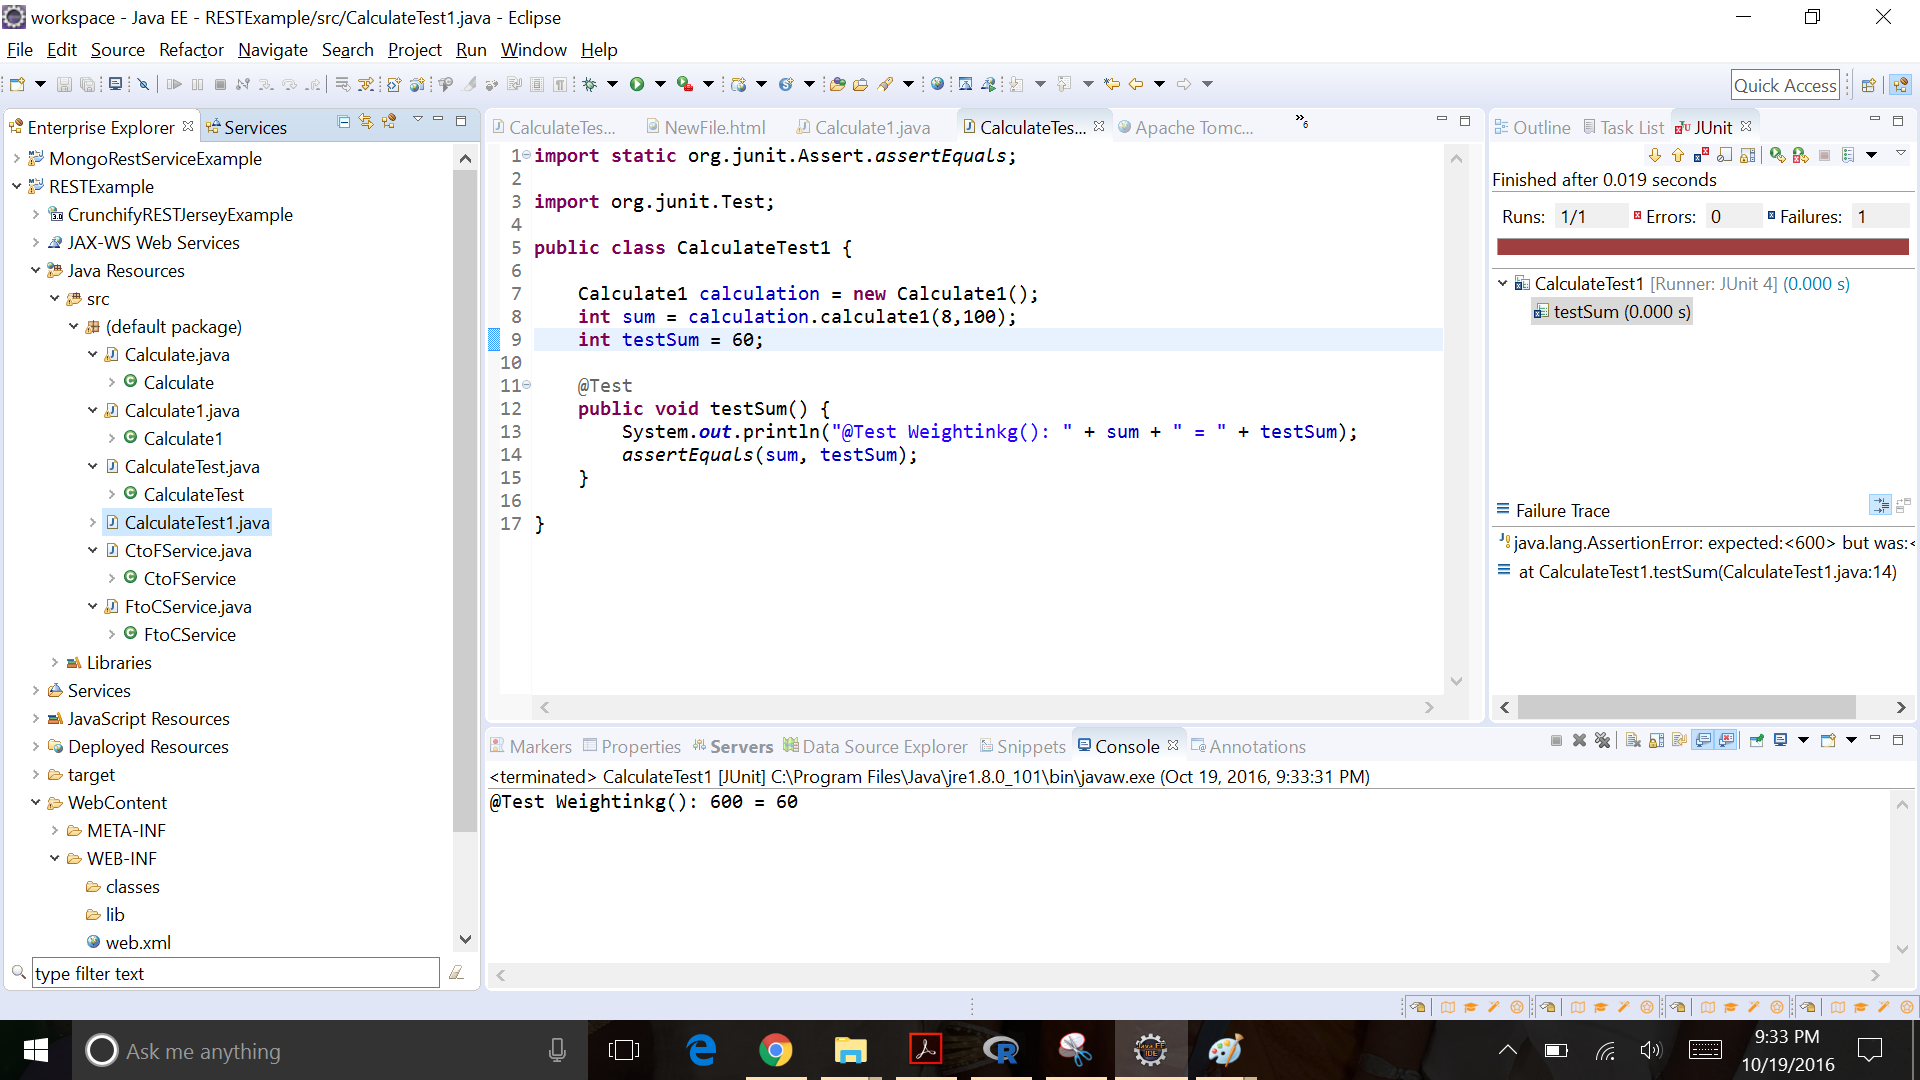 workspace - Java EE - RESTExample/src/CalculateTest1.java - Eclipse
File Edit Source Refactor Navigate Search Project Run Window Help
Quick Access
Enterprise Explorer Services
MongoRestServiceExample
RESTExample
CrunchifyRESTJerseyExample
JAX-WS Web Services
Java Resources
src
(default package)
Calculate.java
Calculate
Calculate1.java
Calculate1
CalculateTest.java
CalculateTest
CalculateTest1.java
CtoFService.java
CtoFService
FtoCService.java
FtoCService
Libraries
Services
JavaScript Resources
Deployed Resources
target
WebContent
META-INF
WEB-INF
classes
lib
web.xml
type filter text
CalculateTes... NewFile.html Calculate1.java CalculateTes... Apache Tomc... »6
1 import static org.junit.Assert.assertEquals;
2
3 import org.junit.Test;
4
5 public class CalculateTest1 {
6
7 Calculate1 calculation = new Calculate1();
8 int sum = calculation.calculate1(8,100);
9 int testSum = 60;
10
11 @Test
12 public void testSum() {
13 System.out.println("@Test Weightinkg(): " + sum + " = " + testSum);
14 assertEquals(sum, testSum);
15 }
16
17 }
Outline Task List JUnit
Finished after 0.019 seconds
Runs: 1/1 Errors: 0 Failures: 1
CalculateTest1 [Runner: JUnit 4] (0.000 s)
testSum (0.000 s)
Failure Trace
java.lang.AssertionError: expected:<600> but was:<
at CalculateTest1.testSum(CalculateTest1.java:14)
Markers Properties Servers Data Source Explorer Snippets Console Annotations
<terminated> CalculateTest1 [JUnit] C:\Program Files\Java\jre1.8.0_101\bin\javaw.exe (Oct 19, 2016, 9:33:31 PM)
@Test Weightinkg(): 600 = 60
Ask me anything
Java EE
IDE
9:33 PM
10/19/2016